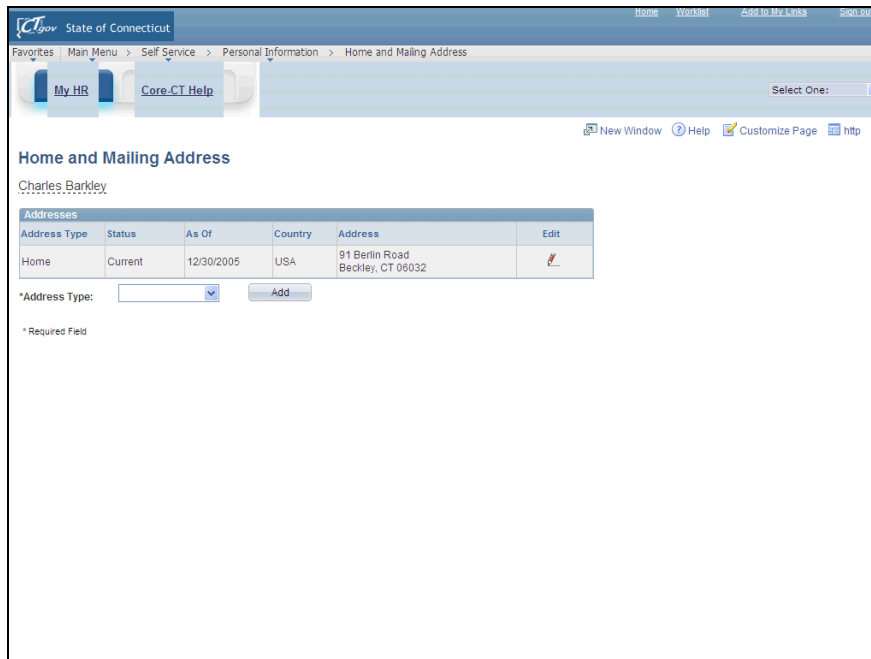 Home Worklist Add to My Links Sign out
CT.gov State of Connecticut
Favorites Main Menu > Self Service > Personal Information > Home and Mailing Address
My HR Core-CT Help Select One:
New Window Help Customize Page http
Home and Mailing Address
Charles Barkley
Addresses
Address Type Status As Of Country Address Edit
Home Current 12/30/2005 USA 91 Berlin Road
Beckley, CT 06032
*Address Type: Add
* Required Field